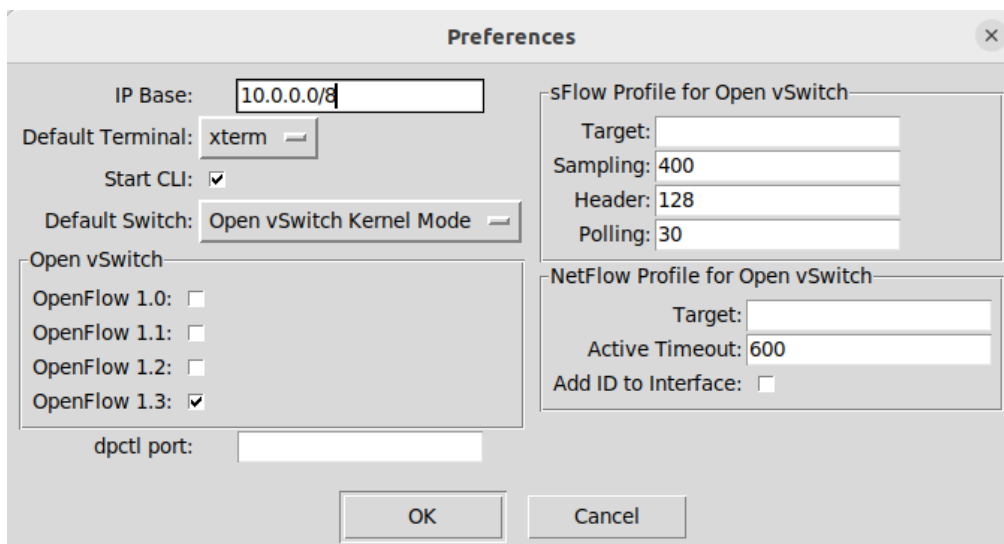 Preferences
IP Base: 10.0.0.0/8
Default Terminal: xterm
Start CLI:
Default Switch: Open vSwitch Kernel Mode
Open vSwitch
OpenFlow 1.0:
OpenFlow 1.1:
OpenFlow 1.2:
OpenFlow 1.3:
dpctl port:
sFlow Profile for Open vSwitch
Target:
Sampling: 400
Header: 128
Polling: 30
NetFlow Profile for Open vSwitch
Target:
Active Timeout: 600
Add ID to Interface:
OK
Cancel